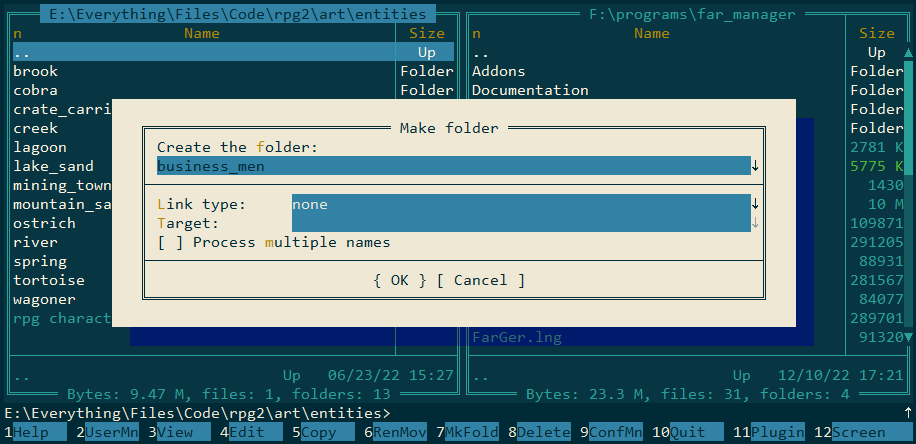 E:\Everything\Files\Code\rpg2\art\entities F:\programs\far_manager
n Name Size n Name Size
.. Up .. Up
brook Folder Addons Folder
cobra Folder Documentation Folder
crate_carri Folder
creek Make folder Folder
lagoon Create the folder: 2781 K
lake_sand business_men ↓ 5775 K
mining_town 1430
mountain_sa Link type: none ↓ 10 M
ostrich Target: ↓ 109871
river [ ] Process multiple names 291205
spring 88931
tortoise { OK } [ Cancel ] 281567
wagoner 84077
rpg charact 289701
FarGer.lng 91320
.. Up 06/23/22 15:27 .. Up 12/10/22 17:21
Bytes: 9.47 M, files: 1, folders: 13 Bytes: 23.3 M, files: 31, folders: 4
E:\Everything\Files\Code\rpg2\art\entities> ↑
1Help 2UserMn 3View 4Edit 5Copy 6RenMov 7MkFold 8Delete 9ConfMn 10Quit 11Plugin 12Screen